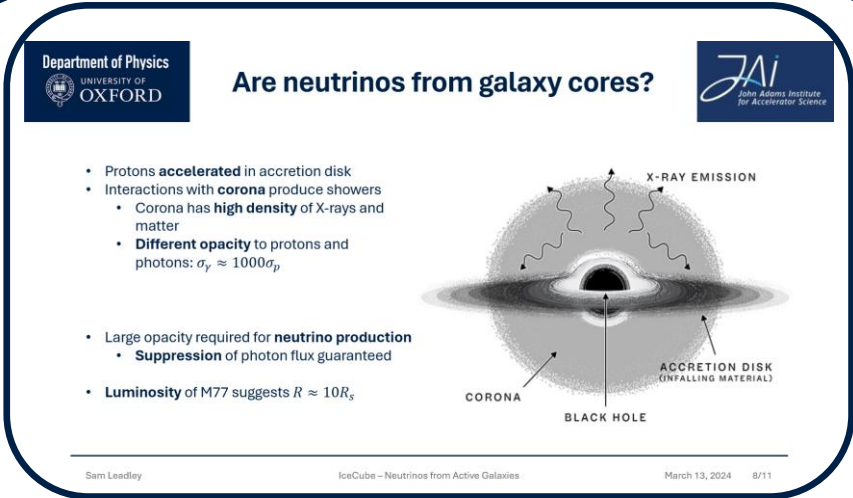 Department of Physics
UNIVERSITY OF
OXFORD
Are neutrinos from galaxy cores?
JAi
John Adams Institute
for Accelerator Science
• Protons accelerated in accretion disk
• Interactions with corona produce showers
• Corona has high density of X-rays and
matter
• Different opacity to protons and
photons: σ_γ ≈ 1000σ_p
• Large opacity required for neutrino production
• Suppression of photon flux guaranteed
• Luminosity of M77 suggests R ≈ 10R_s
X-RAY EMISSION
ACCRETION DISK
(INFALLING MATERIAL)
CORONA
BLACK HOLE
Sam Leadley
IceCube – Neutrinos from Active Galaxies
March 13, 2024
8/11